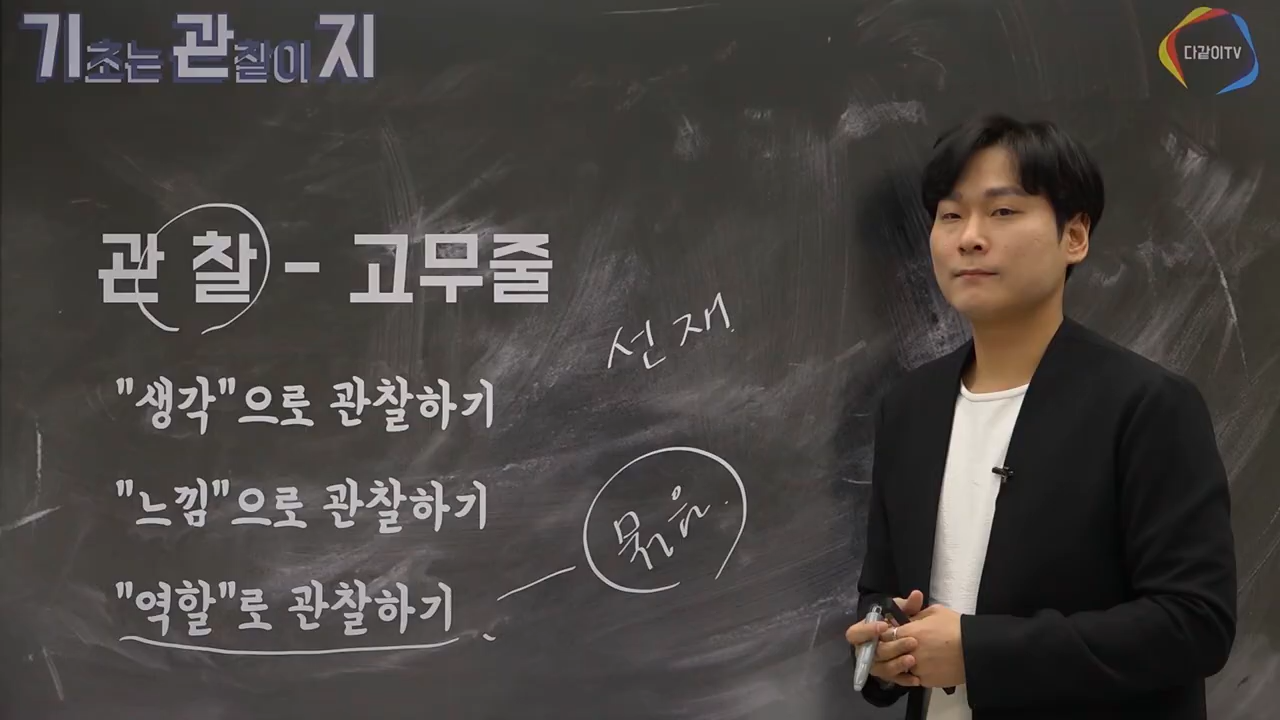 기초는 관찰이지
다같이TV
관찰 - 고무줄
선재
"생각"으로 관찰하기
"느낌"으로 관찰하기
묶음
"역할"로 관찰하기